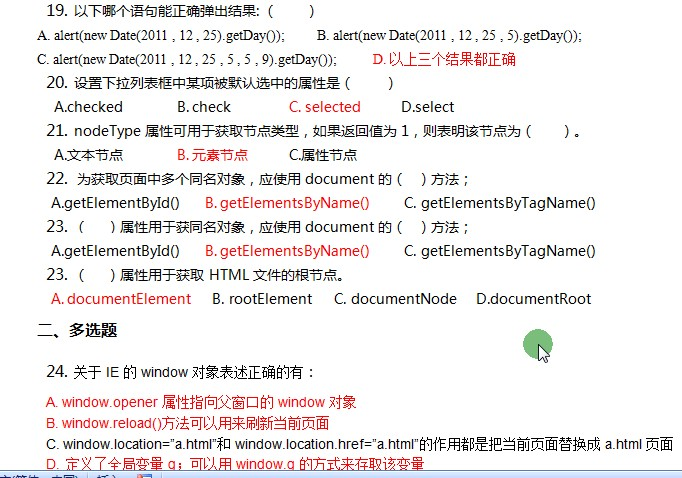 19. 以下哪个语句能正确弹出结果:（　　）
A. alert(new Date(2011 , 12 , 25).getDay()); B. alert(new Date(2011 , 12 , 25 , 5).getDay());
C. alert(new Date(2011 , 12 , 25 , 5 , 5 , 9).getDay()); D. 以上三个结果都正确
20. 设置下拉列表框中某项被默认选中的属性是（　　）
A.checked B. check C. selected D.select
21. nodeType 属性可用于获取节点类型，如果返回值为 1，则表明该节点为（　　）。
A.文本节点 B. 元素节点 C.属性节点
22. 为获取页面中多个同名对象，应使用 document 的（　）方法；
A.getElementById() B. getElementsByName() C. getElementsByTagName()
23.（　　）属性用于获同名对象，应使用 document 的（　）方法；
A.getElementById() B. getElementsByName() C. getElementsByTagName()
23.（　　）属性用于获取 HTML 文件的根节点。
A. documentElement B. rootElement C. documentNode D.documentRoot
二、多选题
24. 关于 IE 的 window 对象表述正确的有：
A. window.opener 属性指向父窗口的 window 对象
B. window.reload()方法可以用来刷新当前页面
C. window.location="a.html"和 window.location.href="a.html"的作用都是把当前页面替换成 a.html 页面
D. 定义了全局变量 g；可以用 window.g 的方式来存取该变量